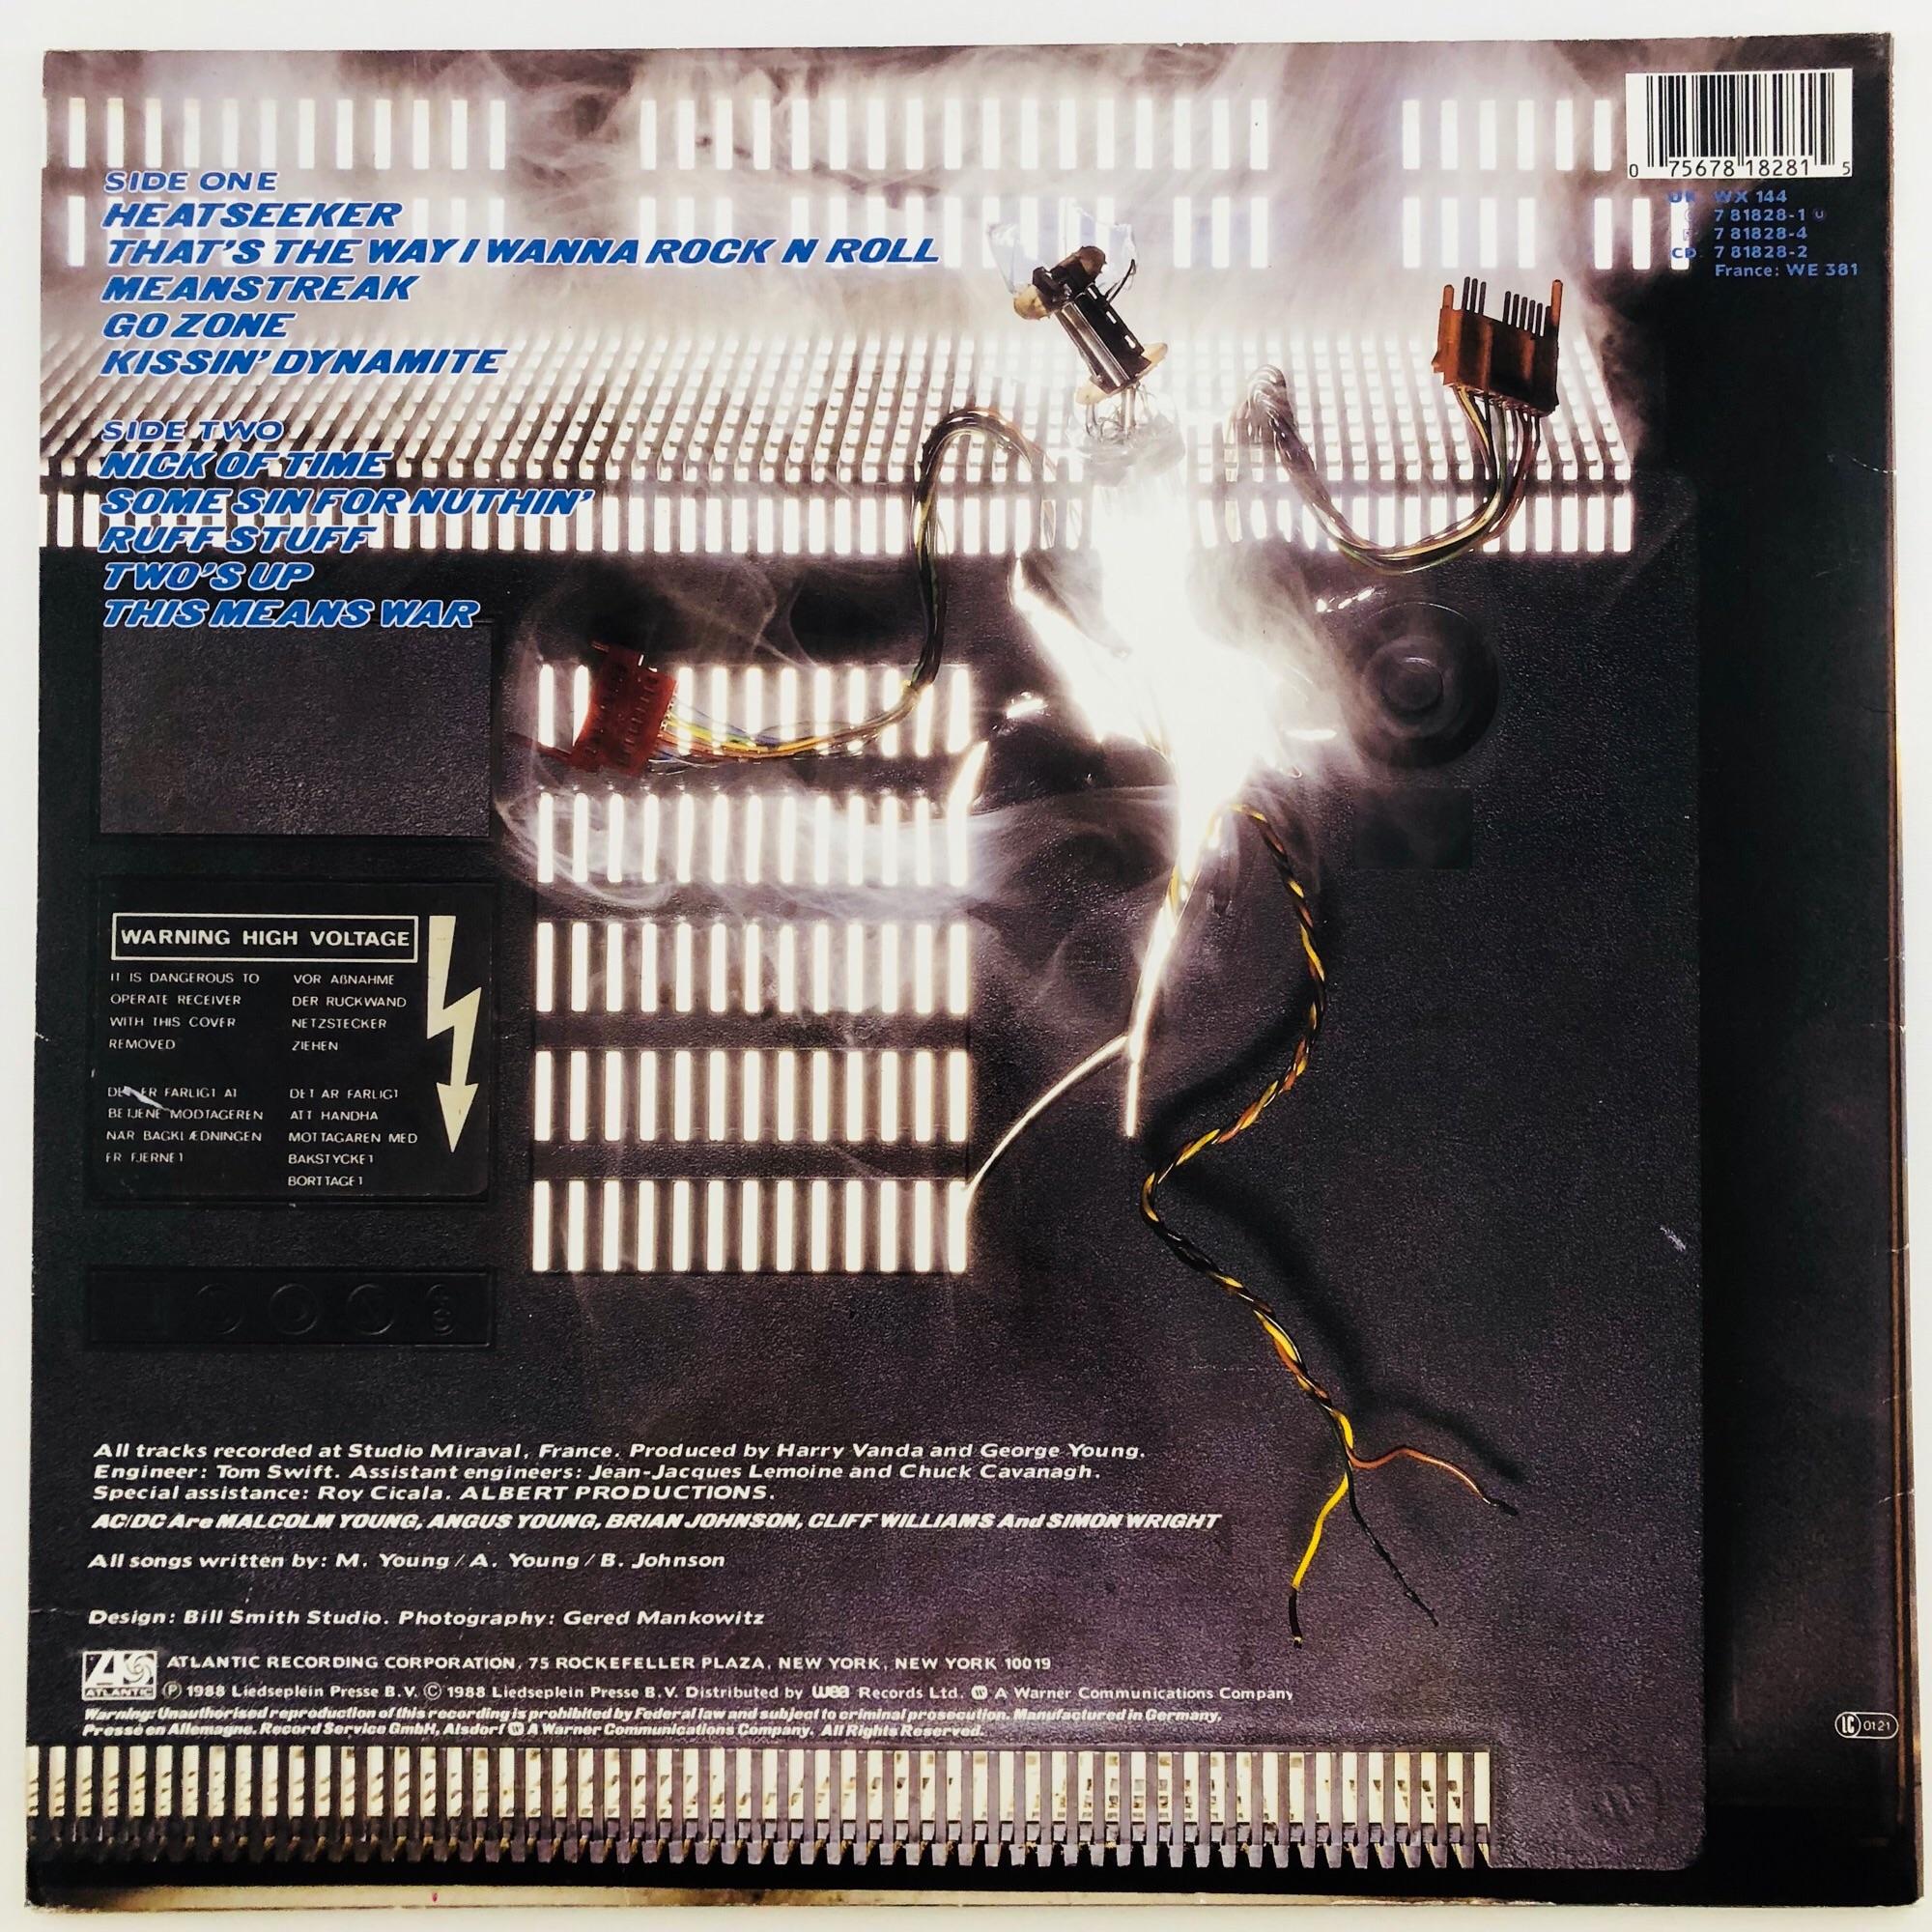 SIDE ONE
HEATSEEKER
THAT'S THE WAY I WANNA ROCK N ROLL
MEANSTREAK
GO ZONE
KISSIN' DYNAMITE
SIDE TWO
NICK OF TIME
SOME SIN FOR NUTHIN'
RUFF STUFF
TWO'S UP
THIS MEANS WAR
0 75678 18281 5
UK WX 144
7 81828-1 U
7 81828-4
CD 7 81828-2
France: WE 381
WARNING HIGH VOLTAGE
IT IS DANGEROUS TO
OPERATE RECEIVER
WITH THIS COVER
REMOVED
VOR ABNAHME
DER RUCKWAND
NETZSTECKER
ZIEHEN
ER FARLIGT AT
BETJENE MODTAGEREN
NAR BAGKLÆDNINGEN
ER FJERNET
DET AR FARLIGT
ATT HANDHA
MOTTAGAREN MED
BAKSTYCKET
BORTTAGET
All tracks recorded at Studio Miraval, France. Produced by Harry Vanda and George Young.
Engineer: Tom Swift. Assistant engineers: Jean-Jacques Lemoine and Chuck Cavanagh.
Special assistance: Roy Cicala. ALBERT PRODUCTIONS.
AC/DC Are MALCOLM YOUNG, ANGUS YOUNG, BRIAN JOHNSON, CLIFF WILLIAMS And SIMON WRIGHT
All songs written by: M. Young / A. Young / B. Johnson
Design: Bill Smith Studio. Photography: Gered Mankowitz
ATLANTIC
ATLANTIC RECORDING CORPORATION, 75 ROCKEFELLER PLAZA, NEW YORK, NEW YORK 10019
Ⓟ 1988 Liedseplein Presse B.V. © 1988 Liedseplein Presse B.V. Distributed by wea Records Ltd. A Warner Communications Company
Warning: Unauthorised reproduction of this recording is prohibited by Federal law and subject to criminal prosecution. Manufactured in Germany,
Pressé en Allemagne. Record Service GmbH, Alsdorf A Warner Communications Company. All Rights Reserved.
LC 0121